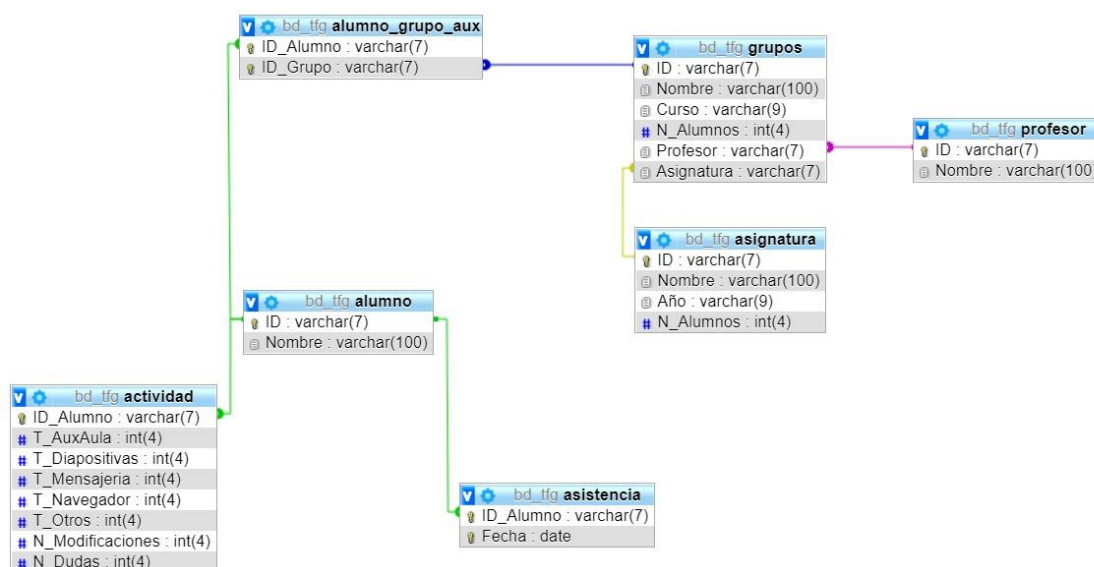 bd_tfg alumno_grupo_aux
ID_Alumno : varchar(7)
ID_Grupo : varchar(7)
bd_tfg grupos
ID : varchar(7)
Nombre : varchar(100)
Curso : varchar(9)
# N_Alumnos : int(4)
Profesor : varchar(7)
Asignatura : varchar(7)
bd_tfg profesor
ID : varchar(7)
Nombre : varchar(100)
bd_tfg asignatura
ID : varchar(7)
Nombre : varchar(100)
Año : varchar(9)
# N_Alumnos : int(4)
bd_tfg alumno
ID : varchar(7)
Nombre : varchar(100)
bd_tfg actividad
ID_Alumno : varchar(7)
# T_AuxAula : int(4)
# T_Diapositivas : int(4)
# T_Mensajeria : int(4)
# T_Navegador : int(4)
# T_Otros : int(4)
# N_Modificaciones : int(4)
# N_Dudas : int(4)
bd_tfg asistencia
ID_Alumno : varchar(7)
Fecha : date